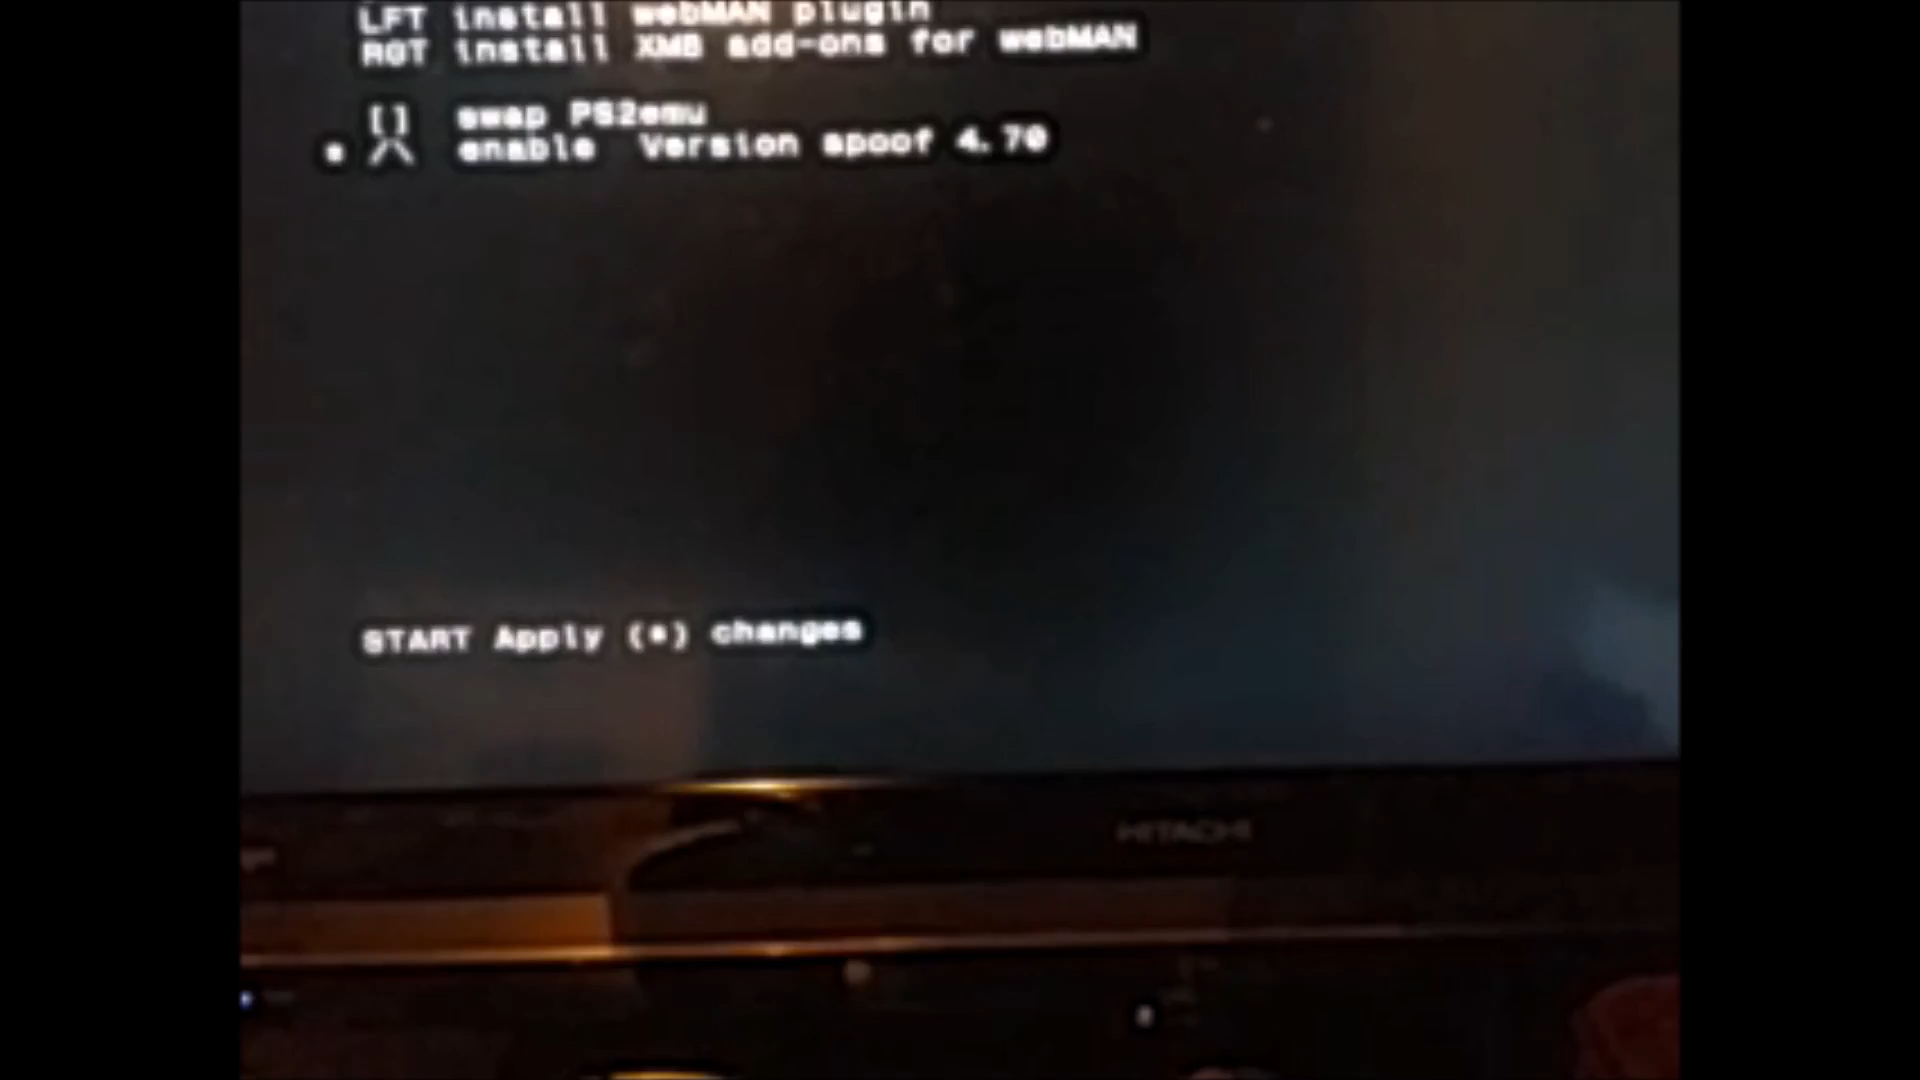 LFT install webMAN plugin
RGT install XMB add-ons for webMAN
[] swap PS2emu
* /\ enable Version spoof 4.70
START Apply (*) changes
HITACHI